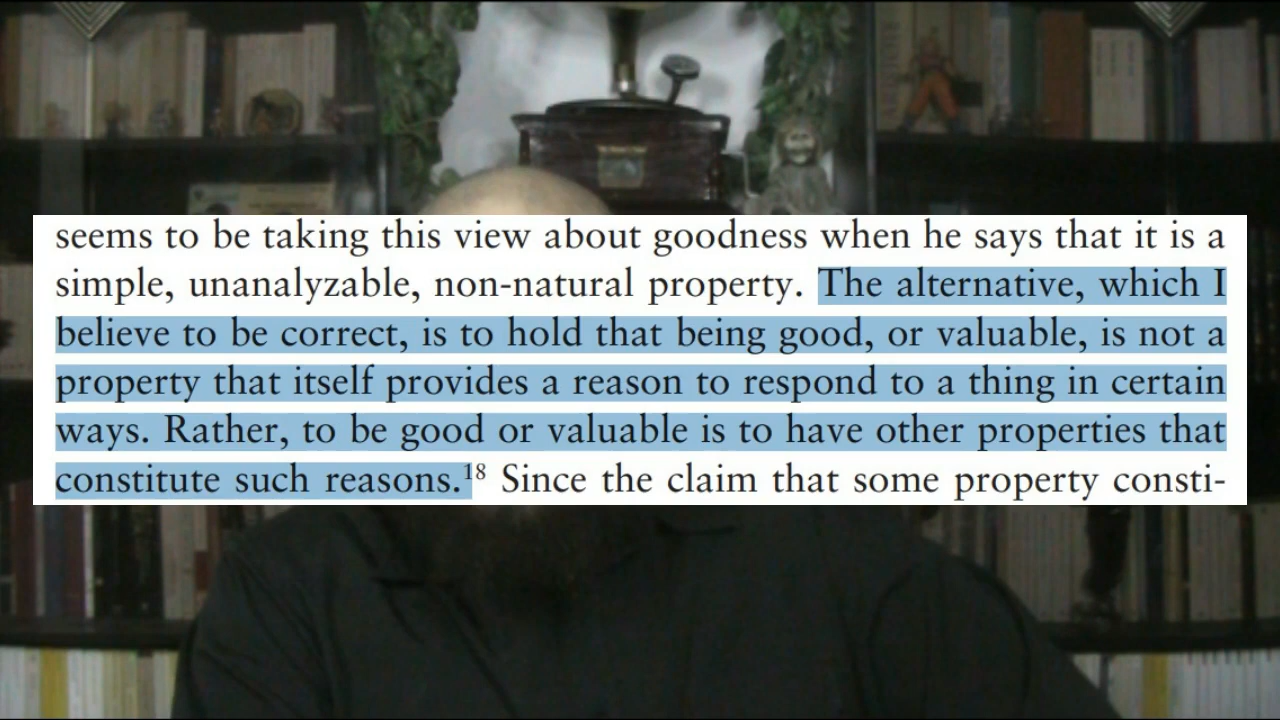 seems to be taking this view about goodness when he says that it is a
simple, unanalyzable, non-natural property. The alternative, which I
believe to be correct, is to hold that being good, or valuable, is not a
property that itself provides a reason to respond to a thing in certain
ways. Rather, to be good or valuable is to have other properties that
constitute such reasons.¹⁸ Since the claim that some property consti-